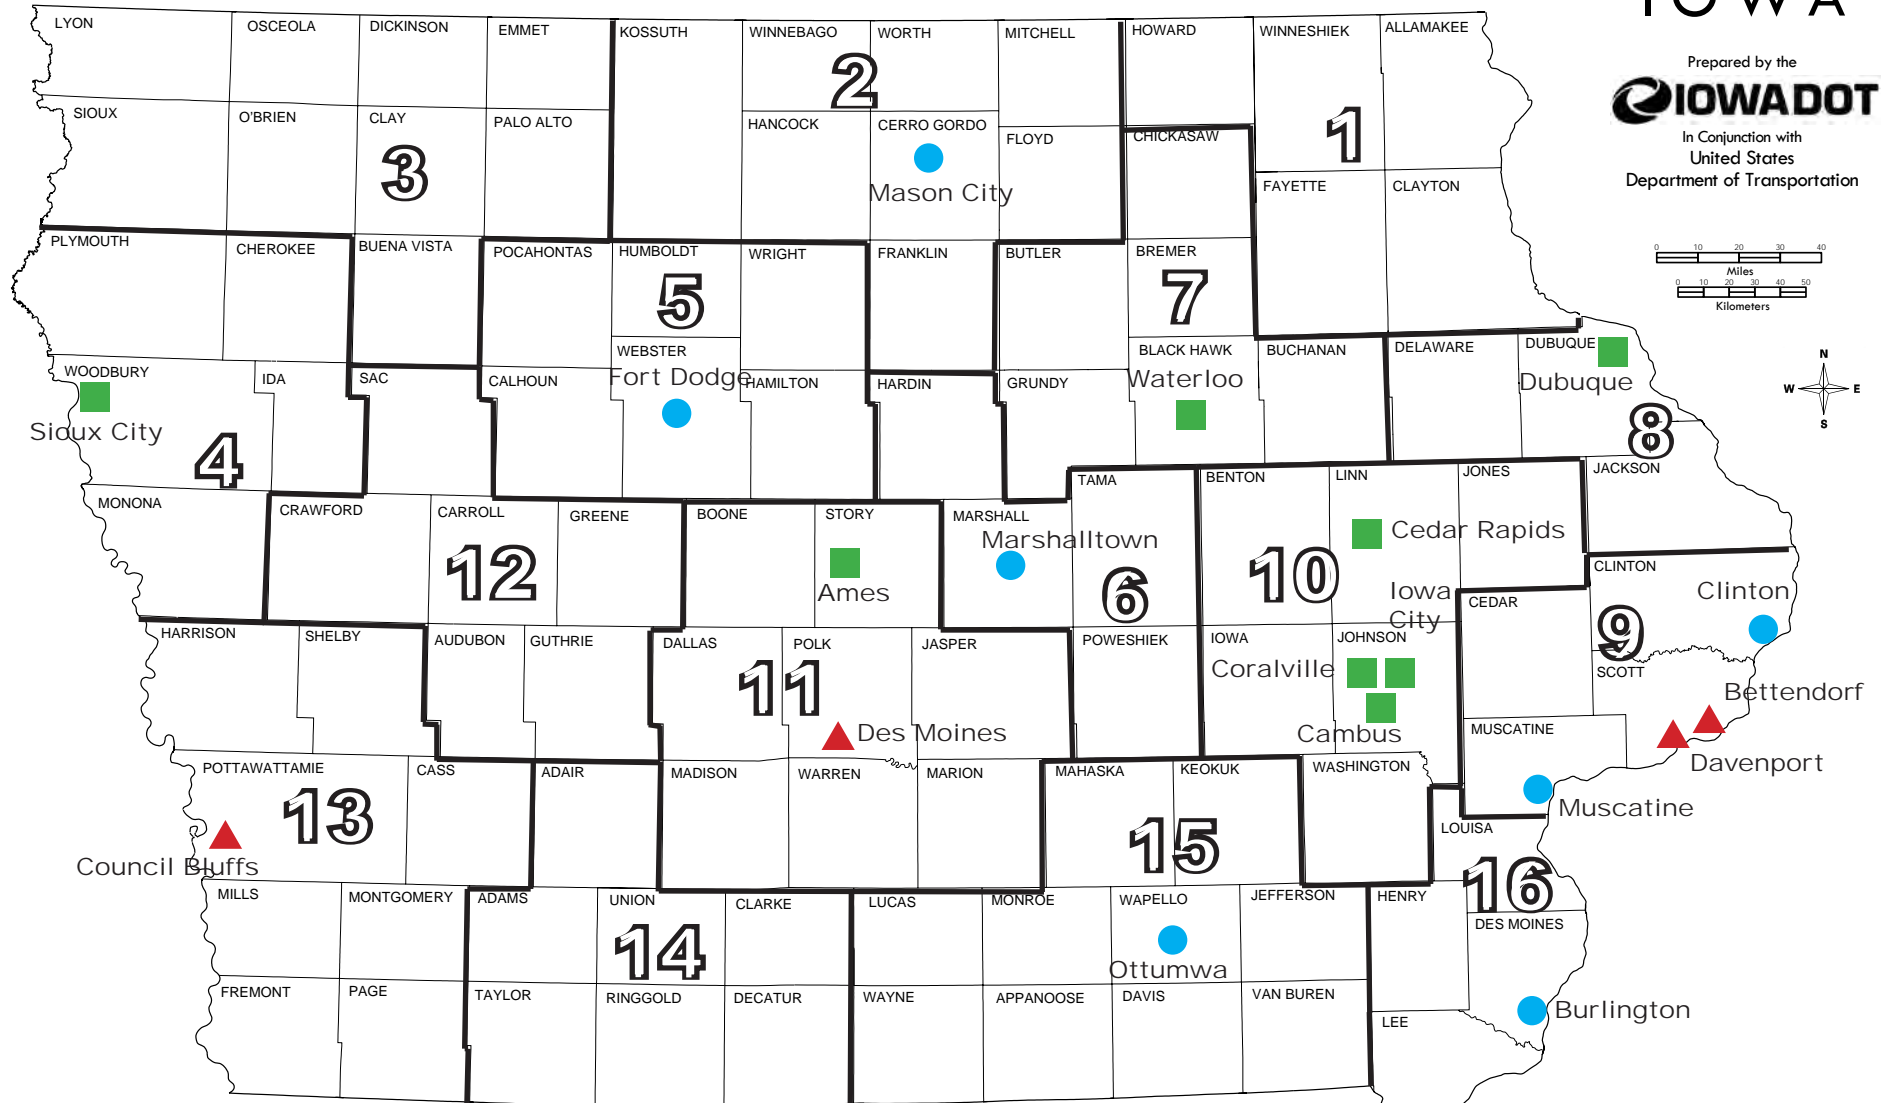 IOWA
Prepared by the
IOWADOT
In Conjunction with
United States
Department of Transportation
0 10 20 30 40
Miles
0 10 20 30 40 50
Kilometers
N
W E
S
LYON OSCEOLA DICKINSON EMMET KOSSUTH WINNEBAGO WORTH MITCHELL HOWARD WINNESHIEK ALLAMAKEE
2
SIOUX O'BRIEN CLAY PALO ALTO HANCOCK CERRO GORDO FLOYD CHICKASAW
1
3
Mason City
FAYETTE CLAYTON
PLYMOUTH CHEROKEE BUENA VISTA POCAHONTAS HUMBOLDT WRIGHT FRANKLIN BUTLER BREMER
5 7
WOODBURY IDA SAC CALHOUN WEBSTER HAMILTON HARDIN GRUNDY BLACK HAWK BUCHANAN DELAWARE DUBUQUE
Fort Dodge Waterloo Dubuque
Sioux City
4 8
MONONA CRAWFORD CARROLL GREENE BOONE STORY MARSHALL TAMA BENTON LINN JONES JACKSON
Marshalltown Cedar Rapids
12 6 10
Ames
Iowa
City
CLINTON
Clinton
CEDAR
9
HARRISON SHELBY AUDUBON GUTHRIE DALLAS POLK JASPER POWESHIEK IOWA JOHNSON SCOTT
11
Coralville
Bettendorf
Des Moines Cambus
MUSCATINE
Davenport
POTTAWATTAMIE CASS ADAIR MADISON WARREN MARION MAHASKA KEOKUK WASHINGTON
13
Muscatine
15
LOUISA
Council Bluffs
16
MILLS MONTGOMERY ADAMS UNION CLARKE LUCAS MONROE WAPELLO JEFFERSON HENRY DES MOINES
14
Ottumwa
FREMONT PAGE TAYLOR RINGGOLD DECATUR WAYNE APPANOOSE DAVIS VAN BUREN LEE
Burlington